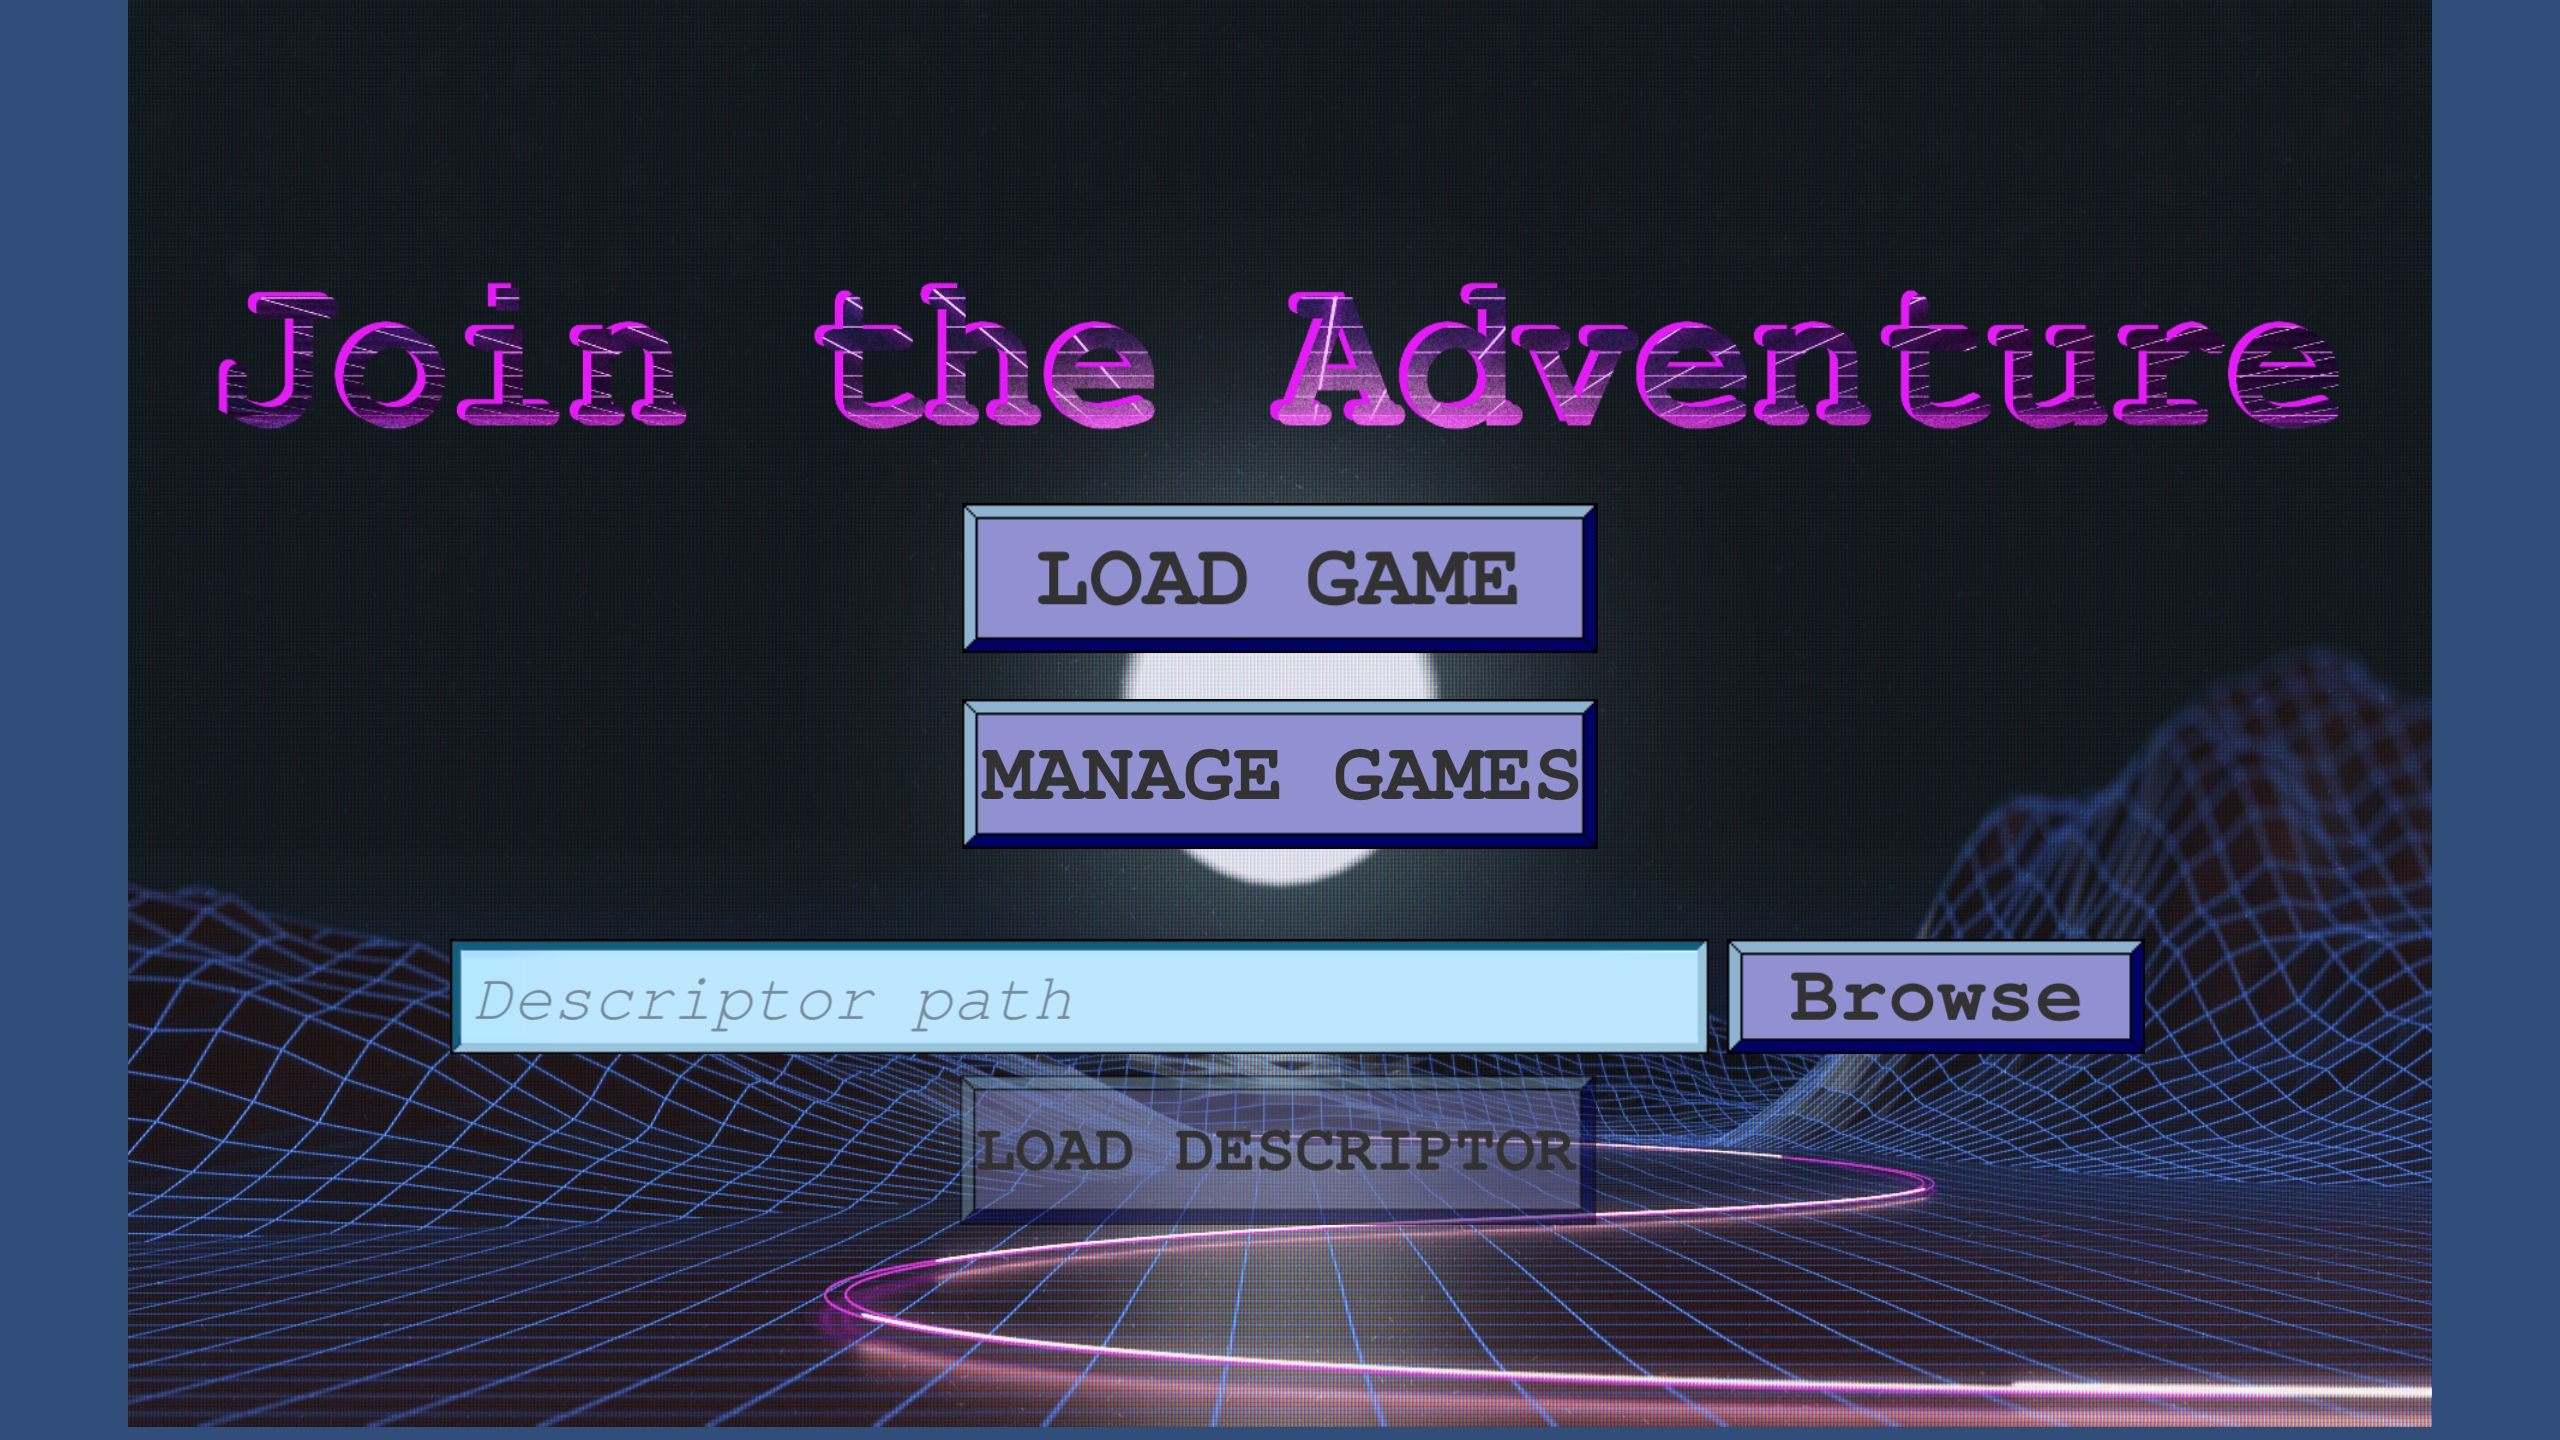 Join the Adventure
LOAD GAME
MANAGE GAMES
Descriptor path
Browse
LOAD DESCRIPTOR